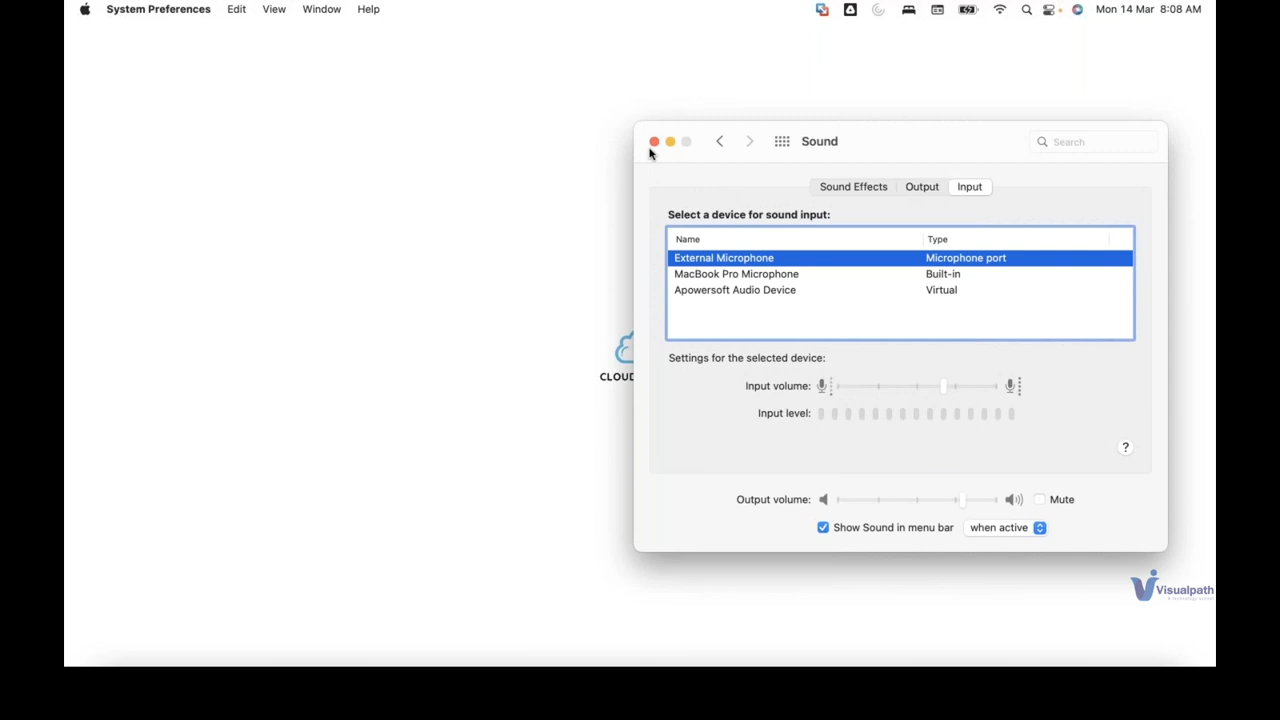 System Preferences Edit View Window Help Mon 14 Mar 8:08 AM
Sound Search
Sound Effects Output Input
Select a device for sound input:
Name Type
External Microphone Microphone port
MacBook Pro Microphone Built-in
Apowersoft Audio Device Virtual
Settings for the selected device:
CLOUD
Input volume:
Input level:
?
Output volume: Mute
Show Sound in menu bar when active
Visualpath